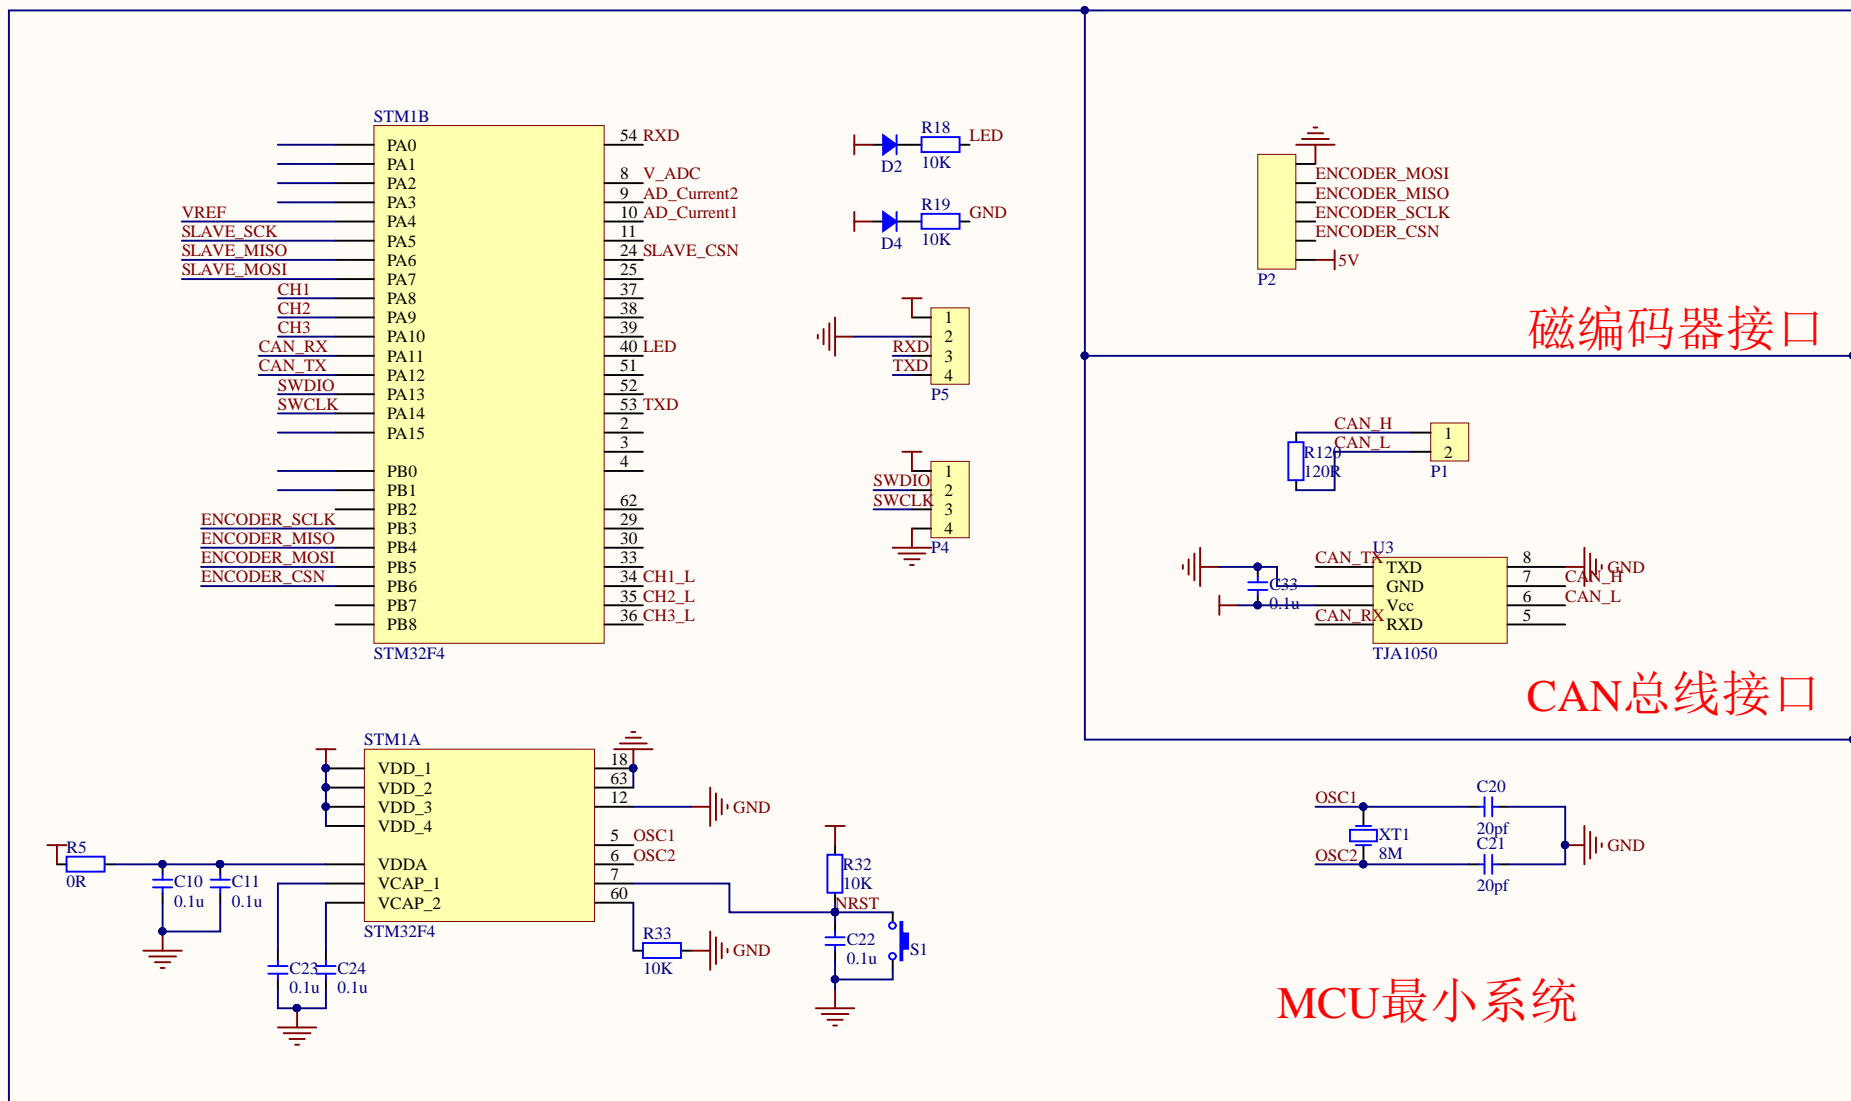 STM1B
PA0
PA1
PA2
PA3
VREF PA4
SLAVE_SCK PA5
SLAVE_MISO PA6
SLAVE_MOSI PA7
CH1 PA8
CH2 PA9
CH3 PA10
CAN_RX PA11
CAN_TX PA12
SWDIO PA13
SWCLK PA14
PA15
PB0
PB1
PB2
ENCODER_SCLK PB3
ENCODER_MISO PB4
ENCODER_MOSI PB5
ENCODER_CSN PB6
PB7
PB8
54 RXD
8 V_ADC
9 AD_Current2
10 AD_Current1
11
24 SLAVE_CSN
25
37
38
39
40 LED
51
52
53 TXD
2
3
4
62
29
30
33
34 CH1_L
35 CH2_L
36 CH3_L
STM32F4
R18 LED
D2 10K
R19 GND
D4 10K
1
2
RXD 3
TXD 4
P5
1
SWDIO 2
SWCLK 3
4
P4
ENCODER_MOSI
ENCODER_MISO
ENCODER_SCLK
ENCODER_CSN
5V
P2
磁编码器接口
CAN_H 1
CAN_L 2
R120
120R
P1
U3
CAN_TX TXD 8 GND
GND 7 CAN_H
C33
0.1u
Vcc 6 CAN_L
CAN_RX RXD 5
TJA1050
CAN总线接口
STM1A
VDD_1 18
VDD_2 63
VDD_3 12 GND
VDD_4
5 OSC1
R5
0R
VDDA 6 OSC2
VCAP_1 7
VCAP_2 60
STM32F4
C10
0.1u
C11
0.1u
C23
0.1u
C24
0.1u
R33 GND
10K
R32
10K
NRST
C22
0.1u
S1
OSC1 C20
20pf
XT1
8M
GND
OSC2 C21
20pf
MCU最小系统